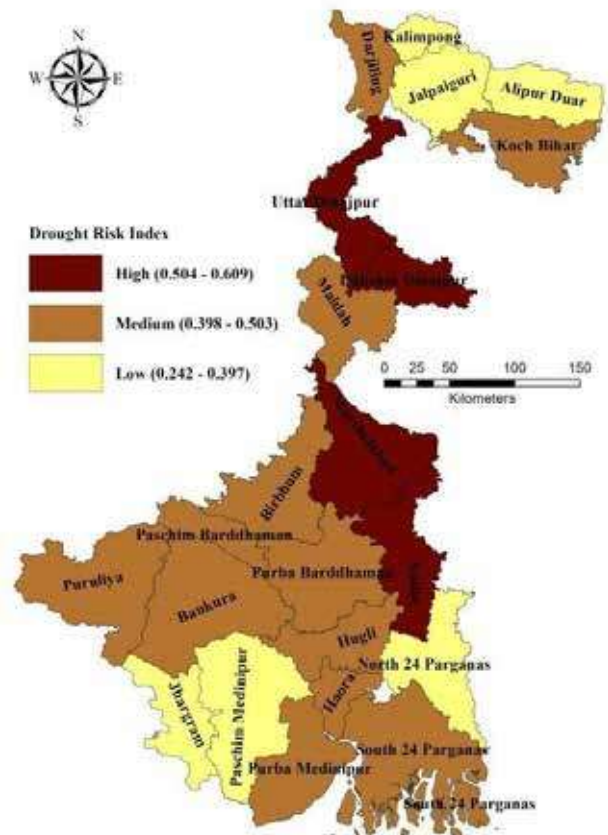 N
W E
S
Kalimpong
Darjiling
Jalpaiguri
Alipur Duar
Koch Bihar
Drought Risk Index
High (0.504 - 0.609)
Medium (0.398 - 0.503)
Low (0.242 - 0.397)
Maldah
0 25 50 100 150
Kilometers
Birbhum
Paschim Barddhaman
Puruliya
Purba Barddhaman
Bankura
Hugli
North 24 Parganas
Haora
Jhargram
Paschim Medinipur
South 24 Parganas
Purba Medinipur
South 24 Parganas